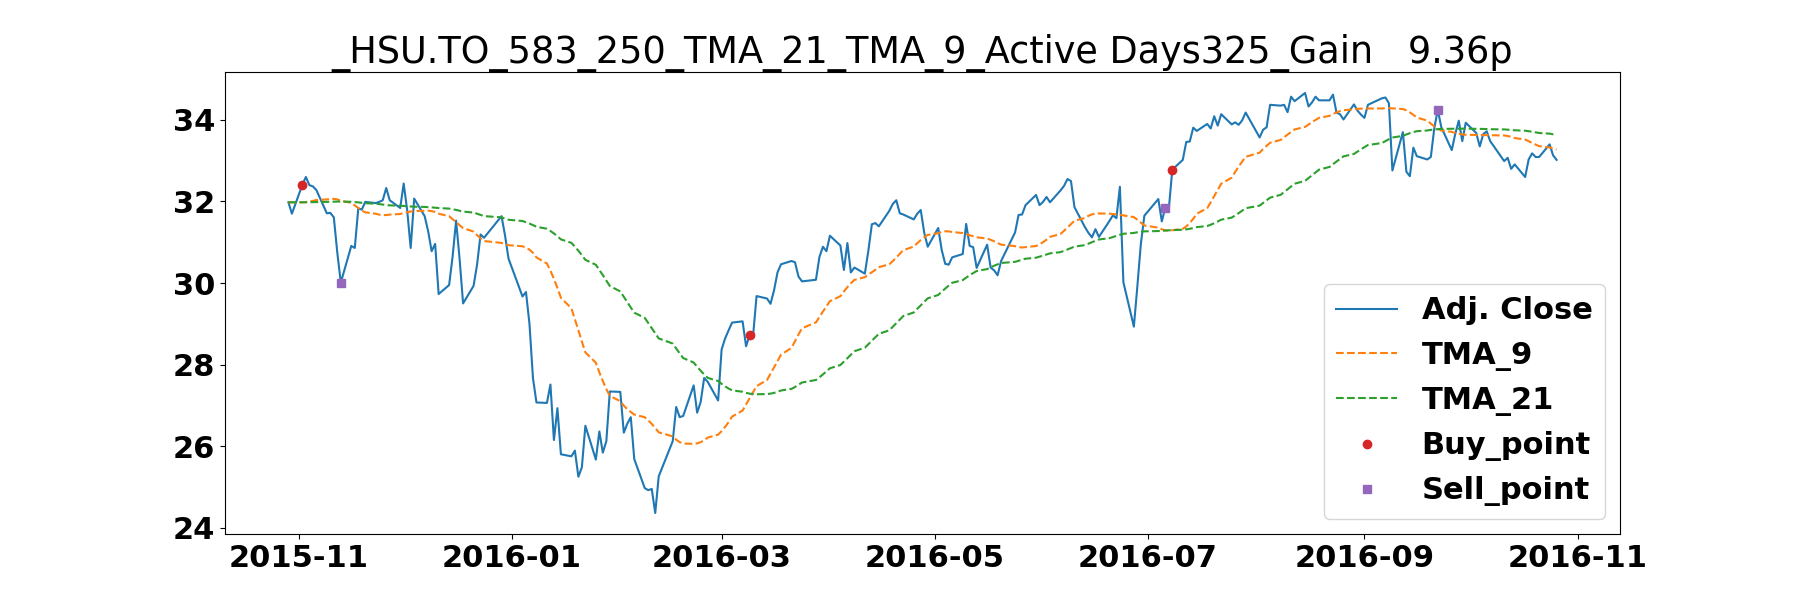 _HSU.TO_583_250_TMA_21_TMA_9_Active Days325_Gain   9.36p
34
32
30
28
26
24
Adj. Close
TMA_9
TMA_21
Buy_point
Sell_point
2015-11 2016-01 2016-03 2016-05 2016-07 2016-09 2016-11